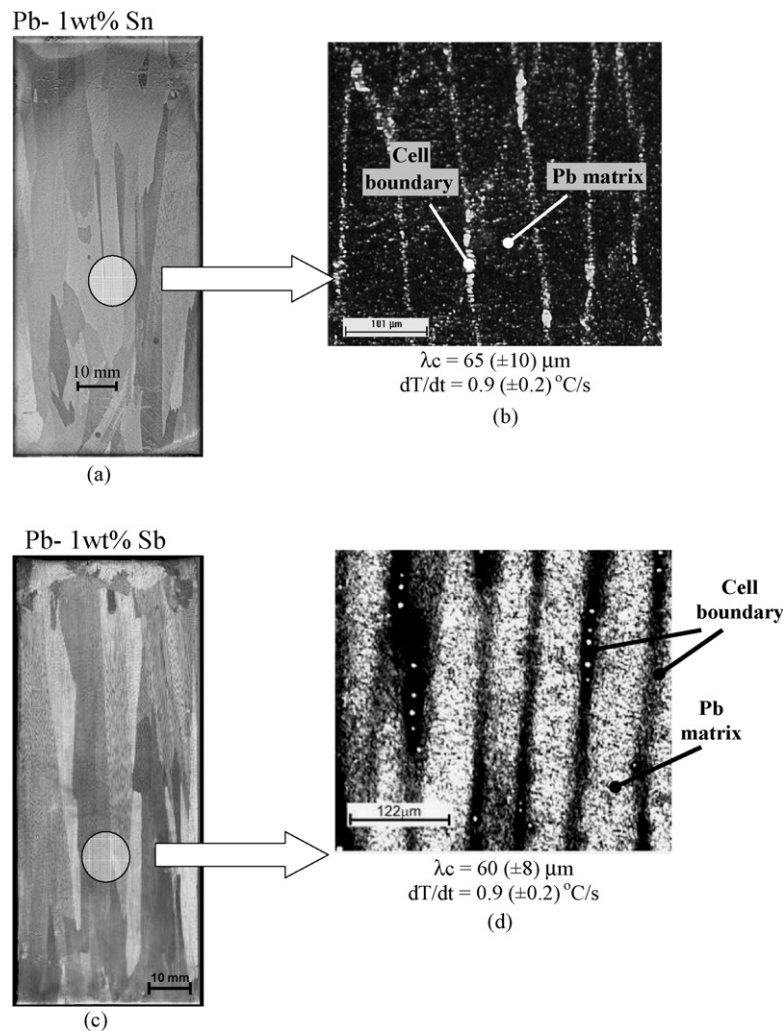 Pb- 1wt% Sn
Cell
boundary
Pb matrix
10 mm
101 µm
λc = 65 (±10) µm
dT/dt = 0.9 (±0.2) °C/s
(b)
(a)
Pb- 1wt% Sb
Cell
boundary
Pb
matrix
122µm
10 mm
λc = 60 (±8) µm
dT/dt = 0.9 (±0.2) °C/s
(d)
(c)